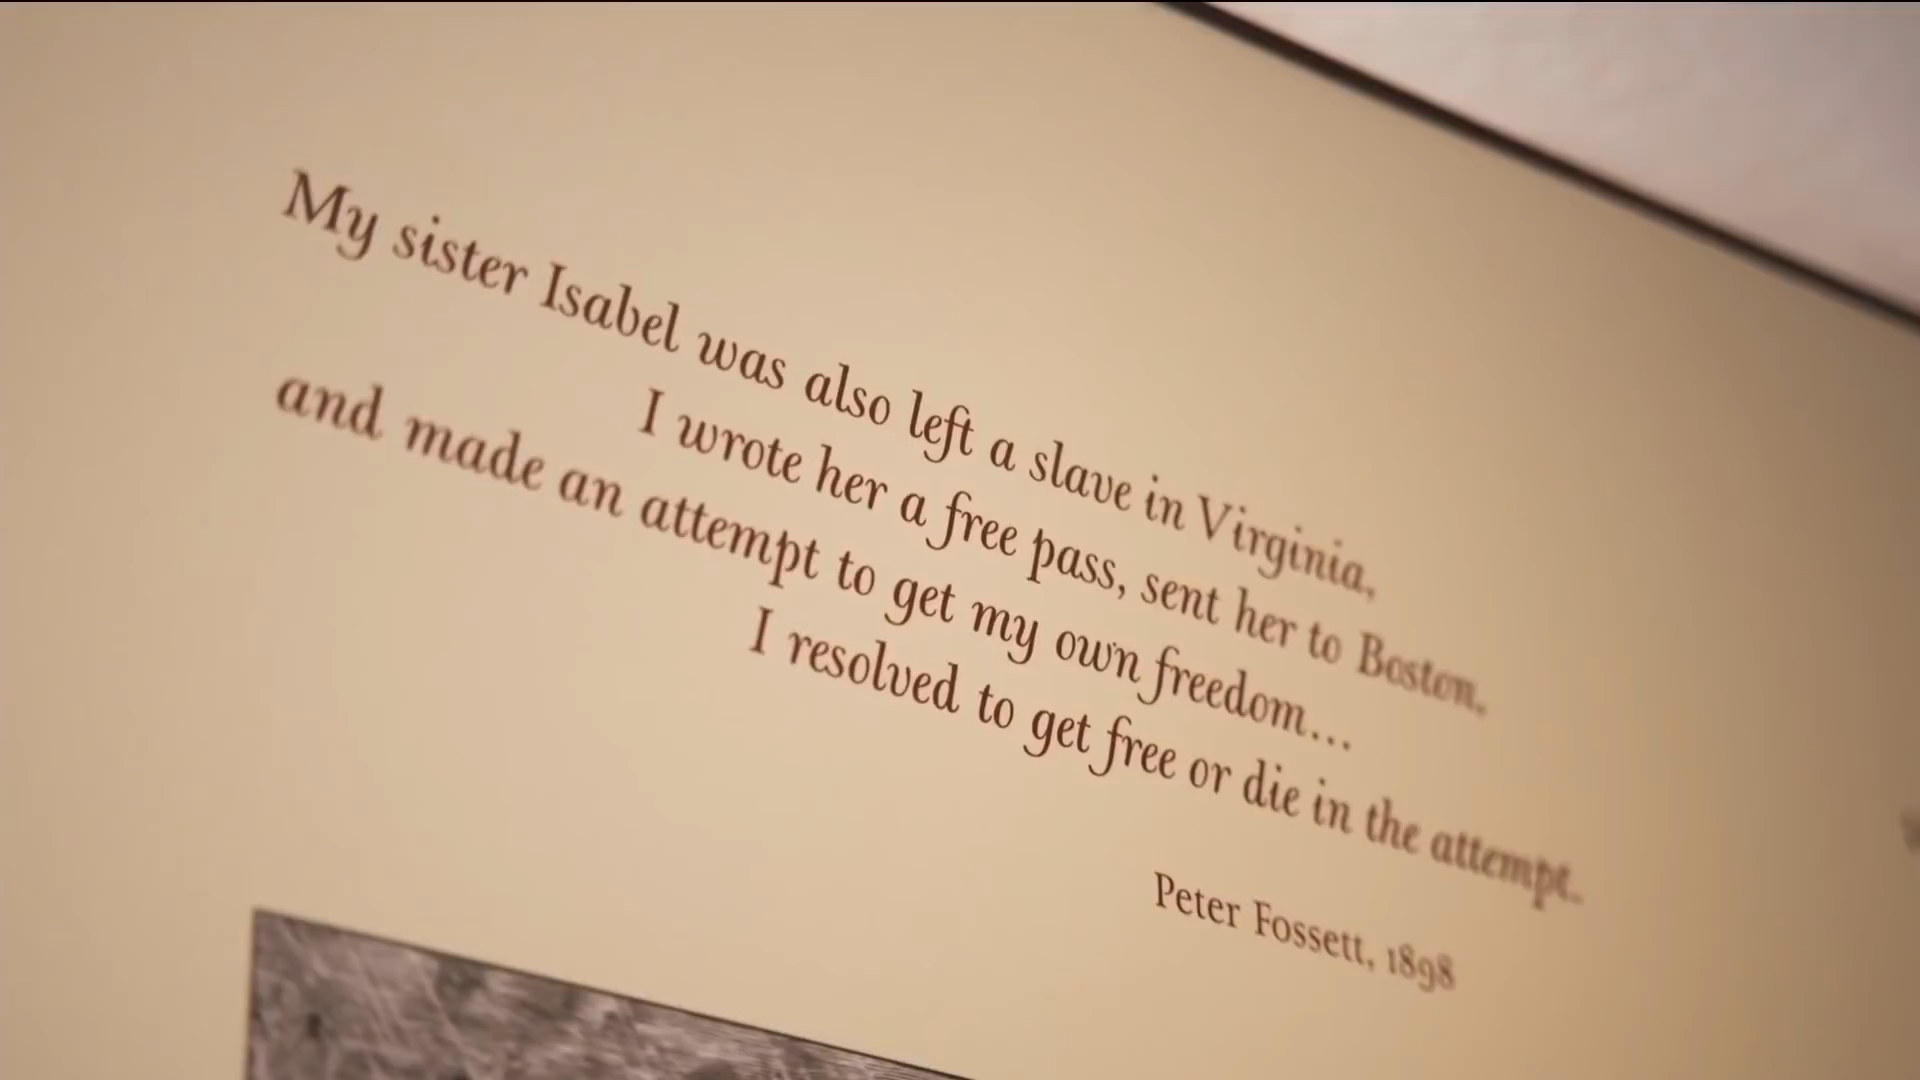 My sister Isabel was also left a slave in Virginia,
I wrote her a free pass, sent her to Boston,
and made an attempt to get my own freedom...
I resolved to get free or die in the attempt.
Peter Fossett, 1898